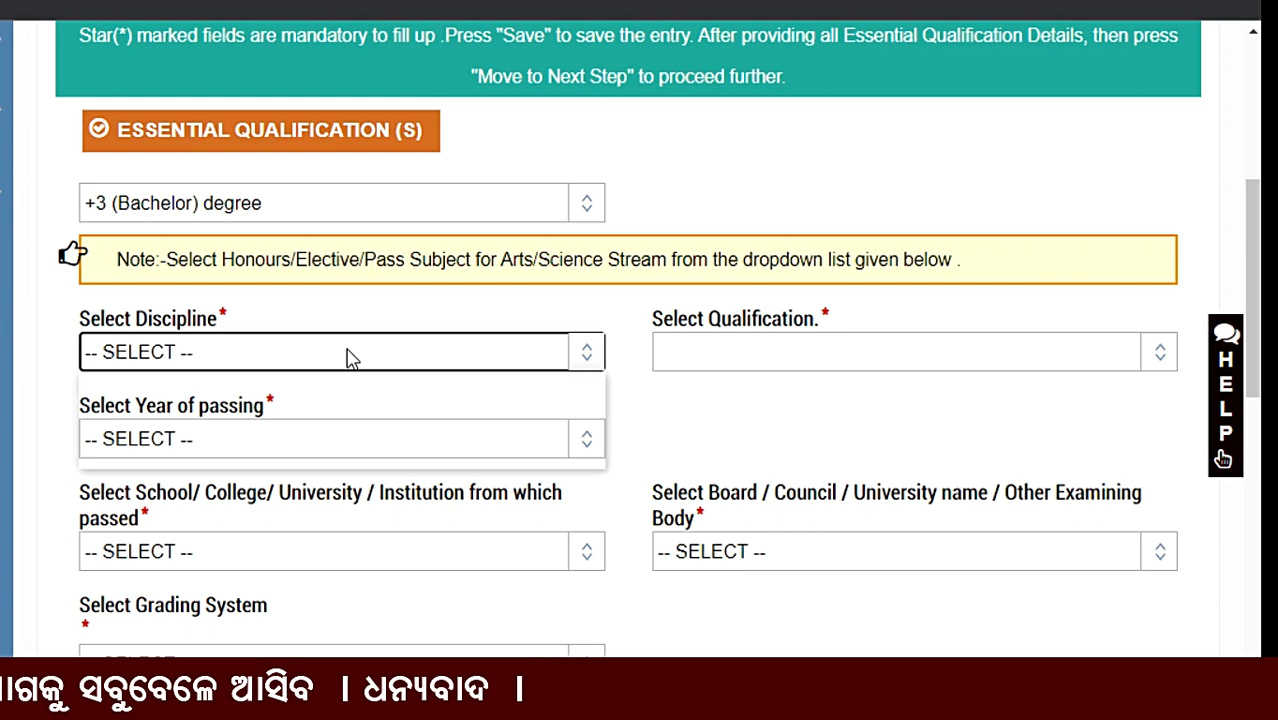 Star(*) marked fields are mandatory to fill up .Press "Save" to save the entry. After providing all Essential Qualification Details, then press
"Move to Next Step" to proceed further.
ESSENTIAL QUALIFICATION (S)
+3 (Bachelor) degree
Note:-Select Honours/Elective/Pass Subject for Arts/Science Stream from the dropdown list given below .
Select Discipline*
Select Qualification.*
-- SELECT --
Select Year of passing*
-- SELECT --
Select School/ College/ University / Institution from which
passed*
Select Board / Council / University name / Other Examining
Body*
-- SELECT --
-- SELECT --
Select Grading System
*
HELP
ସବୁବେଳେ ଆସିବ । ଧନ୍ୟବାଦ ।